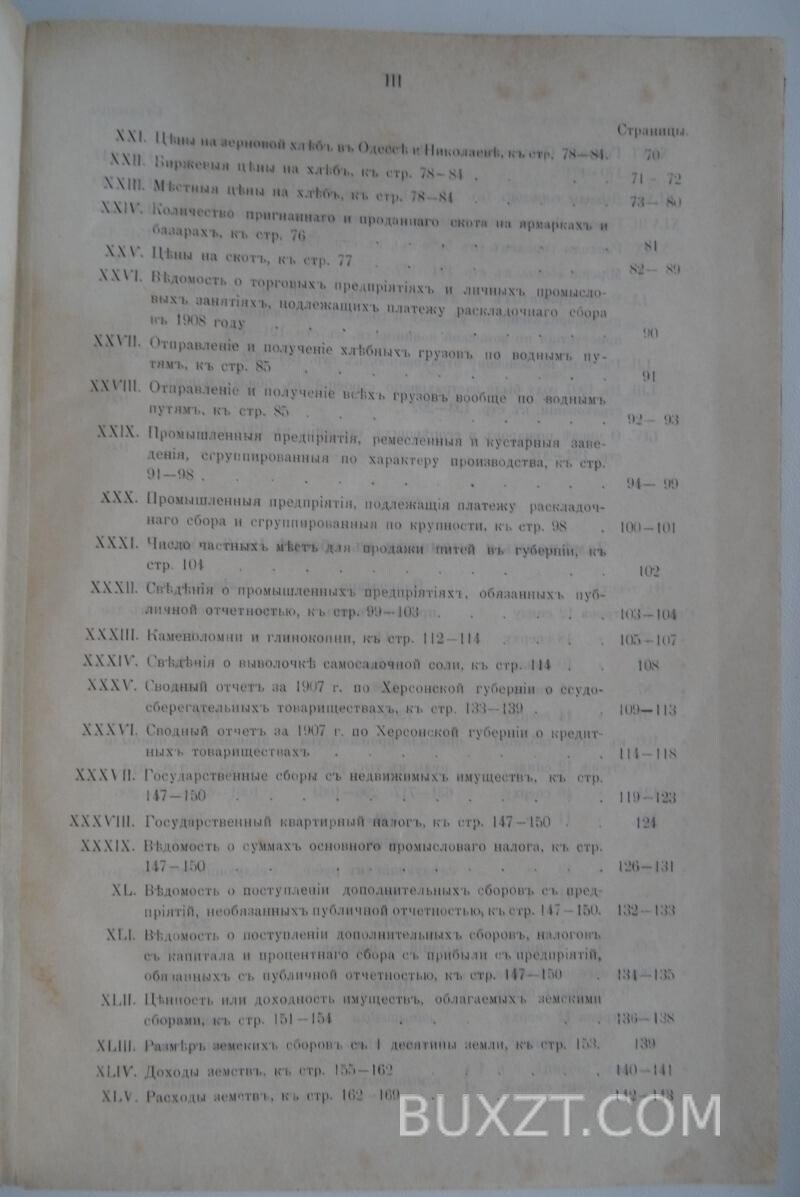 III
Страницы.
XXI. Цѣны на зерновой хлѣбъ въ Одессѣ и Николаевѣ, къ стр. 78—84. 70
XXII. Биржевыя цѣны на хлѣбъ, къ стр. 78—84 . . . 71—72
XXIII. Мѣстныя цѣны на хлѣбъ, къ стр. 78—84 . . . . 73—80
XXIV. Количество пригнаннаго и проданнаго скота на ярмаркахъ и
базарахъ, къ стр. 76 . . . . . 81
XXV. Цѣны на скотъ, къ стр. 77 . . . . . 82—89
XXVI. Вѣдомость о торговыхъ предпріятіяхъ и личныхъ промысло-
выхъ занятіяхъ, подлежащихъ платежу раскладочнаго сбора
въ 1908 году . . . . . . . . 90
XXVII. Отправленіе и полученіе хлѣбныхъ грузовъ по воднымъ пу-
тямъ, къ стр. 85 . . . . . . . . 91
XXVIII. Отправленіе и полученіе всѣхъ грузовъ вообще по воднымъ
путямъ, къ стр. 85 . . . . . . . . 92—93
XXIX. Промышленныя предпріятія, ремесленныя и кустарныя заве-
денія, сгруппированныя по характеру производства, къ стр.
91—98 . . . . . . . . . . 94—99
XXX. Промышленныя предпріятія, подлежащія платежу раскладоч-
наго сбора и сгруппированныя по крупности, къ стр. 98 . 100—101
XXXI. Число частныхъ мѣстъ для продажи питей въ губерніи, къ
стр. 104 . . . . . . . . 102
XXXII. Свѣдѣнія о промышленныхъ предпріятіяхъ, обязанныхъ пуб-
личной отчетностью, къ стр. 99—103 . . . . . 103—104
XXXIII. Каменоломни и глинокопни, къ стр. 112—114 . . . . 105—107
XXXIV. Свѣдѣнія о выволочкѣ самосадочной соли, къ стр. 114 . . 108
XXXV. Сводный отчетъ за 1907 г. по Херсонской губерніи о ссудо-
сберегательныхъ товариществахъ, къ стр. 133—139 . . 109—113
XXXVI. Сводный отчетъ за 1907 г. по Херсонской губерніи о кредит-
ныхъ товариществахъ . . . . . . . . 114—118
XXXVII. Государственные сборы съ недвижимыхъ имуществъ, къ стр.
147—150 . . . . . . . . . . 119—123
XXXVIII. Государственный квартирный налогъ, къ стр. 147—150 . . 124
XXXIX. Вѣдомость о суммахъ основного промысловаго налога, къ стр.
147—150 . . . . . . . . . 126—131
XL. Вѣдомость о поступленіи дополнительныхъ сборовъ съ пред-
пріятій, необязанныхъ публичной отчетностью, къ стр. 147—150. 132—133
XLI. Вѣдомость о поступленіи дополнительныхъ сборовъ, налоговъ
съ капитала и процентнаго сбора съ прибыли съ предпріятій,
обязанныхъ съ публичной отчетностью, къ стр. 147—150 . 134—135
XLII. Цѣнность или доходность имуществъ, облагаемыхъ земскими
сборами, къ стр. 151—154 . . . . 136—138
XLIII. Размѣръ земскихъ сборовъ съ 1 десятины земли, къ стр. 153. 139
XLIV. Доходы земствъ, къ стр. 155—162 . . . . . 140—141
XLV. Расходы земствъ, къ стр. 162—169 . . . . . 142—143
BUXZT.COM